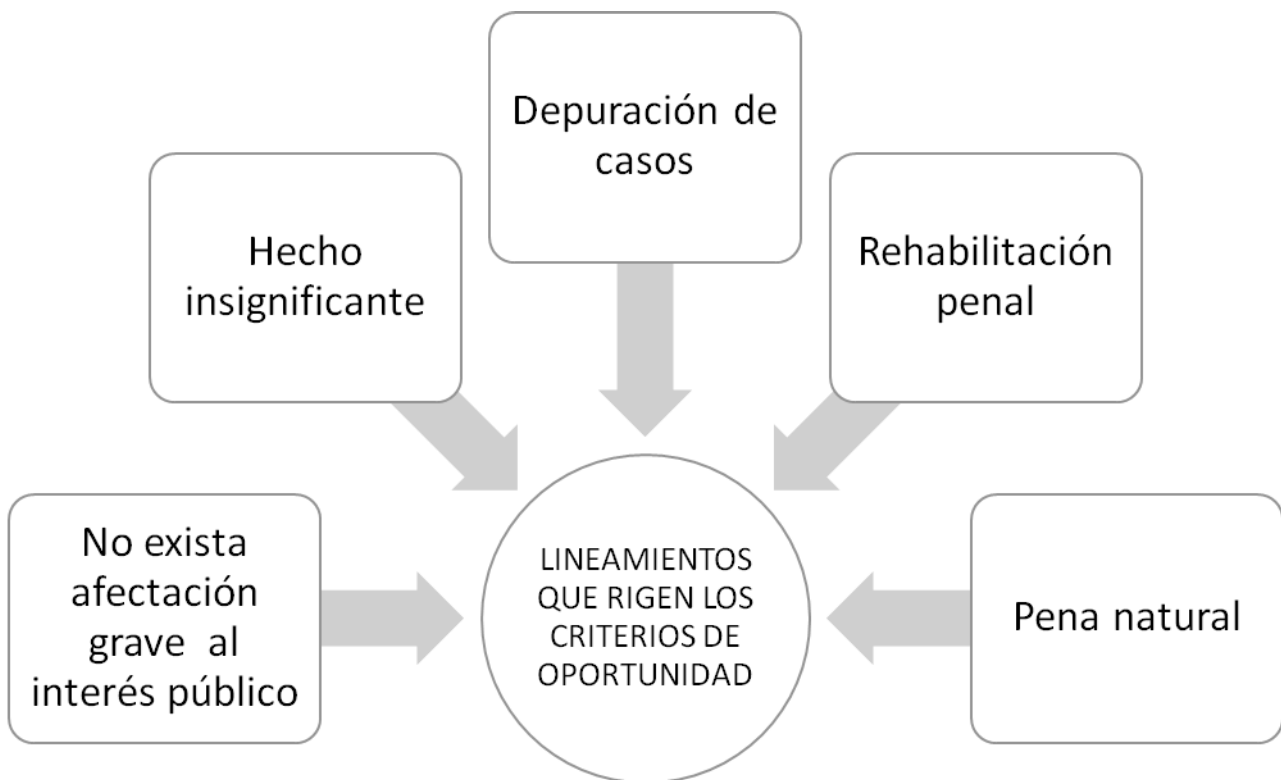 Depuración de
casos
Hecho
insignificante
Rehabilitación
penal
No exista
afectación
grave al
interés público
LINEAMIENTOS
QUE RIGEN LOS
CRITERIOS DE
OPORTUNIDAD
Pena natural